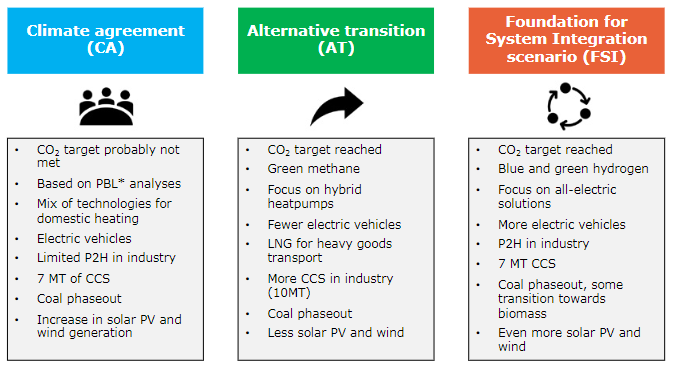 Climate agreement
(CA)
CO₂ target probably not
met
Based on PBL* analyses
Mix of technologies for
domestic heating
Electric vehicles
Limited P2H in industry
7 MT of CCS
Coal phaseout
Increase in solar PV and
wind generation
Alternative transition
(AT)
CO₂ target reached
Green methane
Focus on hybrid
heatpumps
Fewer electric vehicles
LNG for heavy goods
transport
More CCS in industry
(10MT)
Coal phaseout
Less solar PV and wind
Foundation for
System Integration
scenario (FSI)
CO₂ target reached
Blue and green hydrogen
Focus on all-electric
solutions
More electric vehicles
P2H in industry
7 MT CCS
Coal phaseout, some
transition towards
biomass
Even more solar PV and
wind